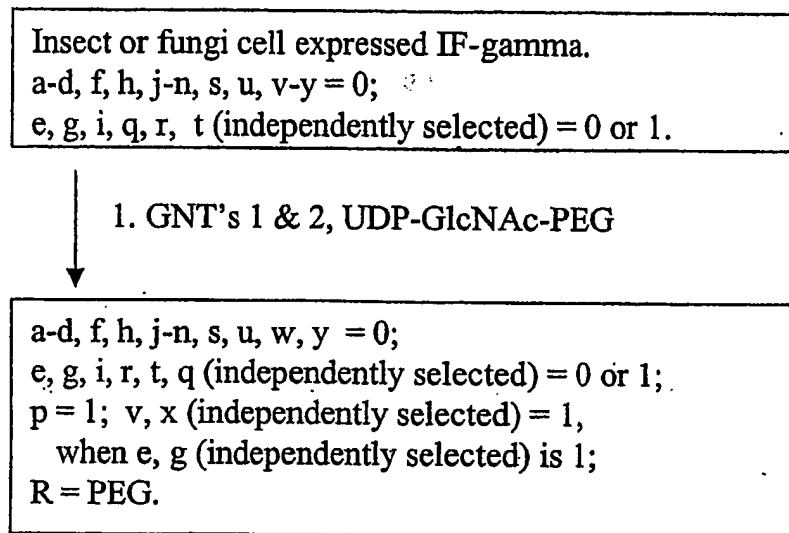 Insect or fungi cell expressed IF-gamma.
a-d, f, h, j-n, s, u, v-y = 0;
e, g, i, q, r, t (independently selected) = 0 or 1.
1. GNT's 1 & 2, UDP-GlcNAc-PEG
a-d, f, h, j-n, s, u, w, y = 0;
e, g, i, r, t, q (independently selected) = 0 or 1;
p = 1; v, x (independently selected) = 1,
when e, g (independently selected) is 1;
R = PEG.